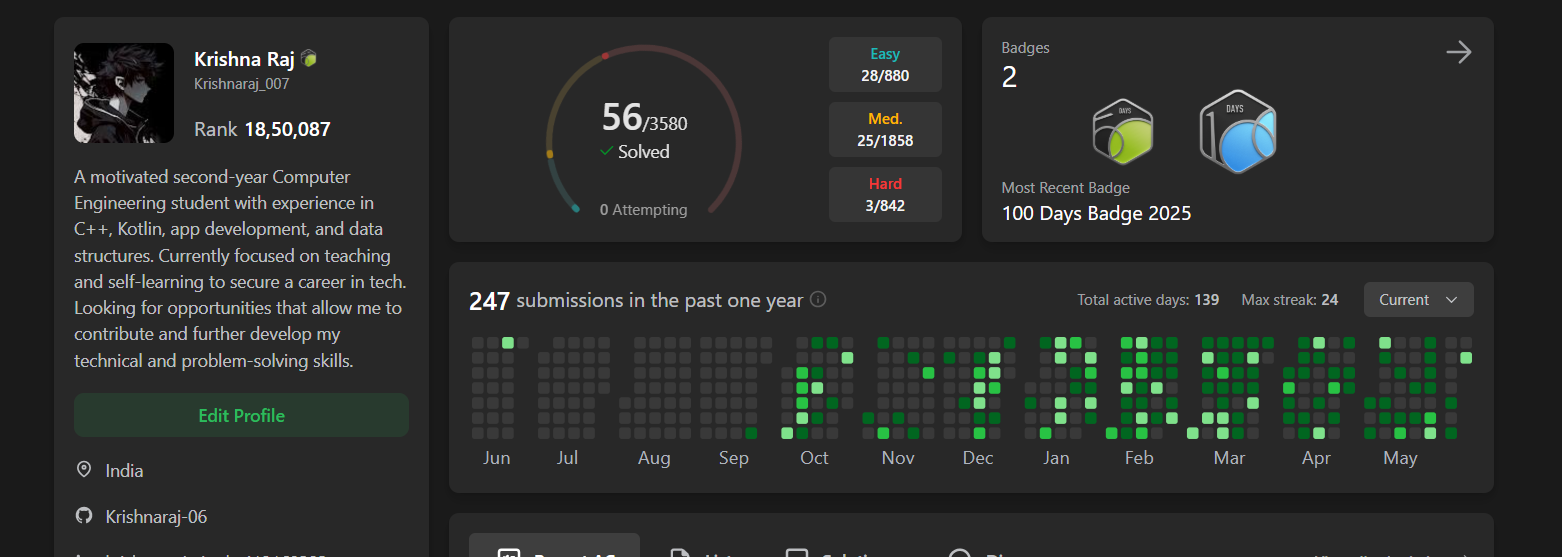 Krishna Raj
Krishnaraj_007
Rank 18,50,087
A motivated second-year Computer
Engineering student with experience in
C++, Kotlin, app development, and data
structures. Currently focused on teaching
and self-learning to secure a career in tech.
Looking for opportunities that allow me to
contribute and further develop my
technical and problem-solving skills.
Edit Profile
India
Krishnaraj-06
56/3580
Solved
0 Attempting
Easy
28/880
Med.
25/1858
Hard
3/842
Badges
2
DAYS
DAYS
Most Recent Badge
100 Days Badge 2025
247 submissions in the past one year
Total active days: 139
Max streak: 24
Current
Jun Jul Aug Sep Oct Nov Dec Jan Feb Mar Apr May